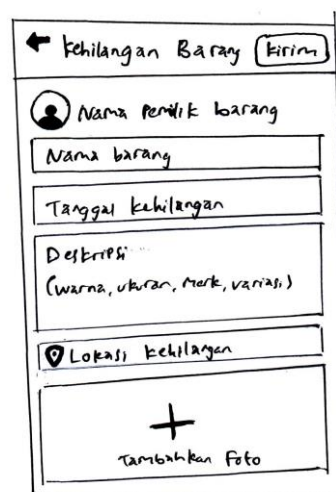 Kehilangan Barang Kirim
Nama Pemilik barang
Nama barang
Tanggal kehilangan
Deskripsi
(warna, ukuran, merk, variasi)
Lokasi kehilangan
Tambahkan Foto